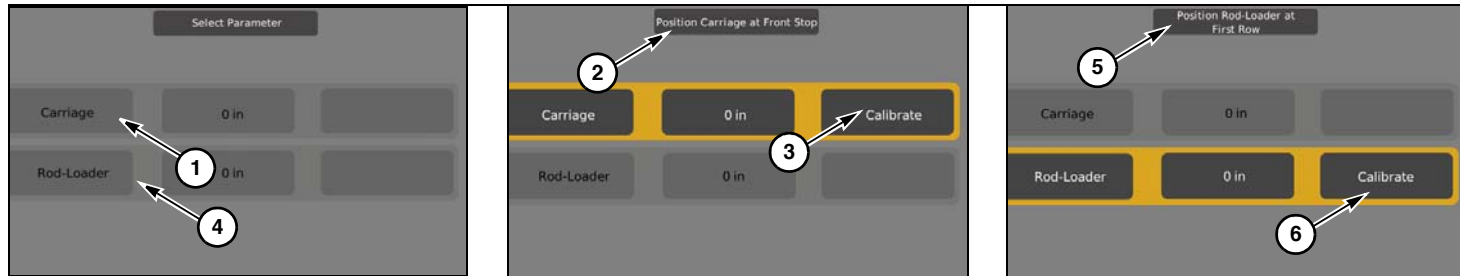 Select Parameter
Carriage
0 in
1
Rod-Loader
0 in
4
Position Carriage at Front Stop
2
Carriage
0 in
Calibrate
3
Rod-Loader
0 in
Position Rod-Loader at
First Row
5
Carriage
0 in
Rod-Loader
0 in
Calibrate
6